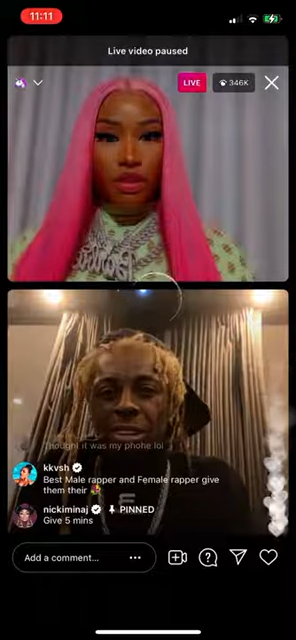 11:11
Live video paused
LIVE
346K
Thought it was my phone lol
kkvsh
Best Male rapper and Female rapper give
them their
nickiminaj
PINNED
Give 5 mins
Add a comment...